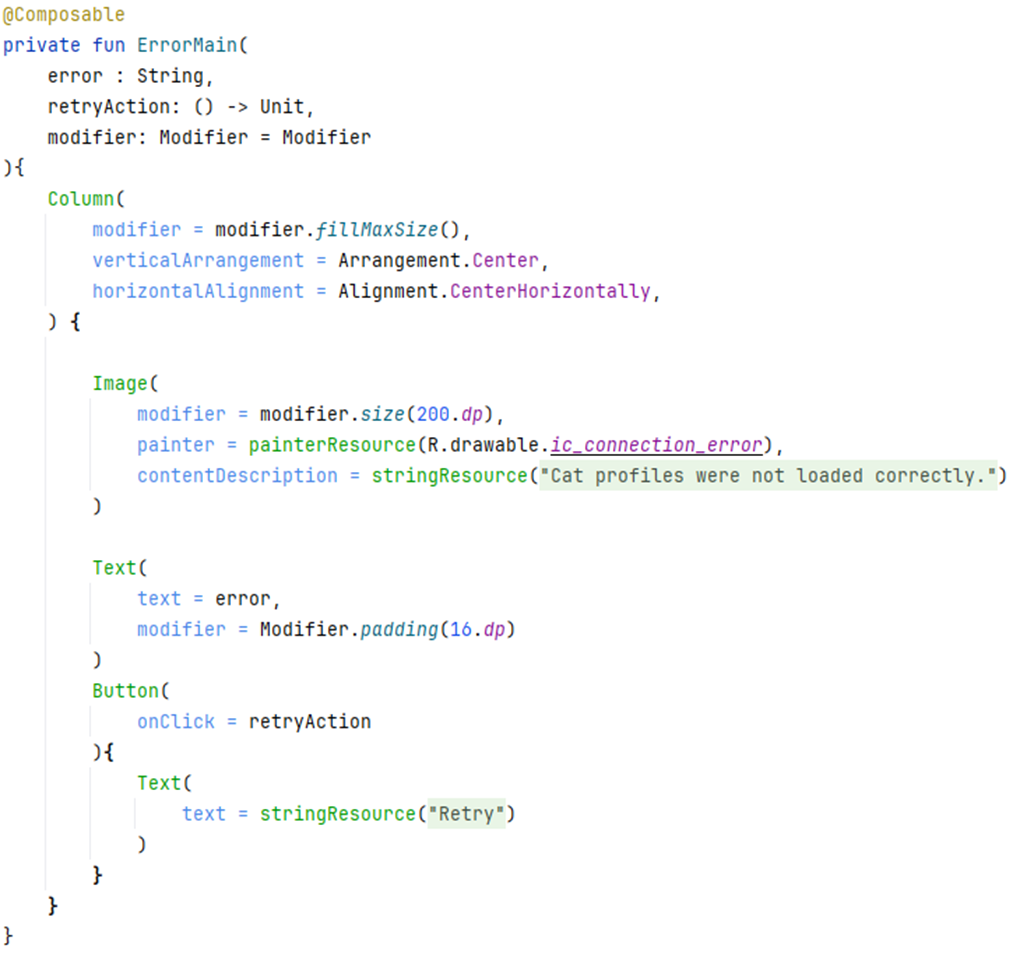 @Composable
private fun ErrorMain(
    error : String,
    retryAction: () -> Unit,
    modifier: Modifier = Modifier
){
    Column(
        modifier = modifier.fillMaxSize(),
        verticalArrangement = Arrangement.Center,
        horizontalAlignment = Alignment.CenterHorizontally,
    ) {

        Image(
            modifier = modifier.size(200.dp),
            painter = painterResource(R.drawable.ic_connection_error),
            contentDescription = stringResource("Cat profiles were not loaded correctly.")
        )

        Text(
            text = error,
            modifier = Modifier.padding(16.dp)
        )
        Button(
            onClick = retryAction
        ){
            Text(
                text = stringResource("Retry")
            )
        }
    }
}